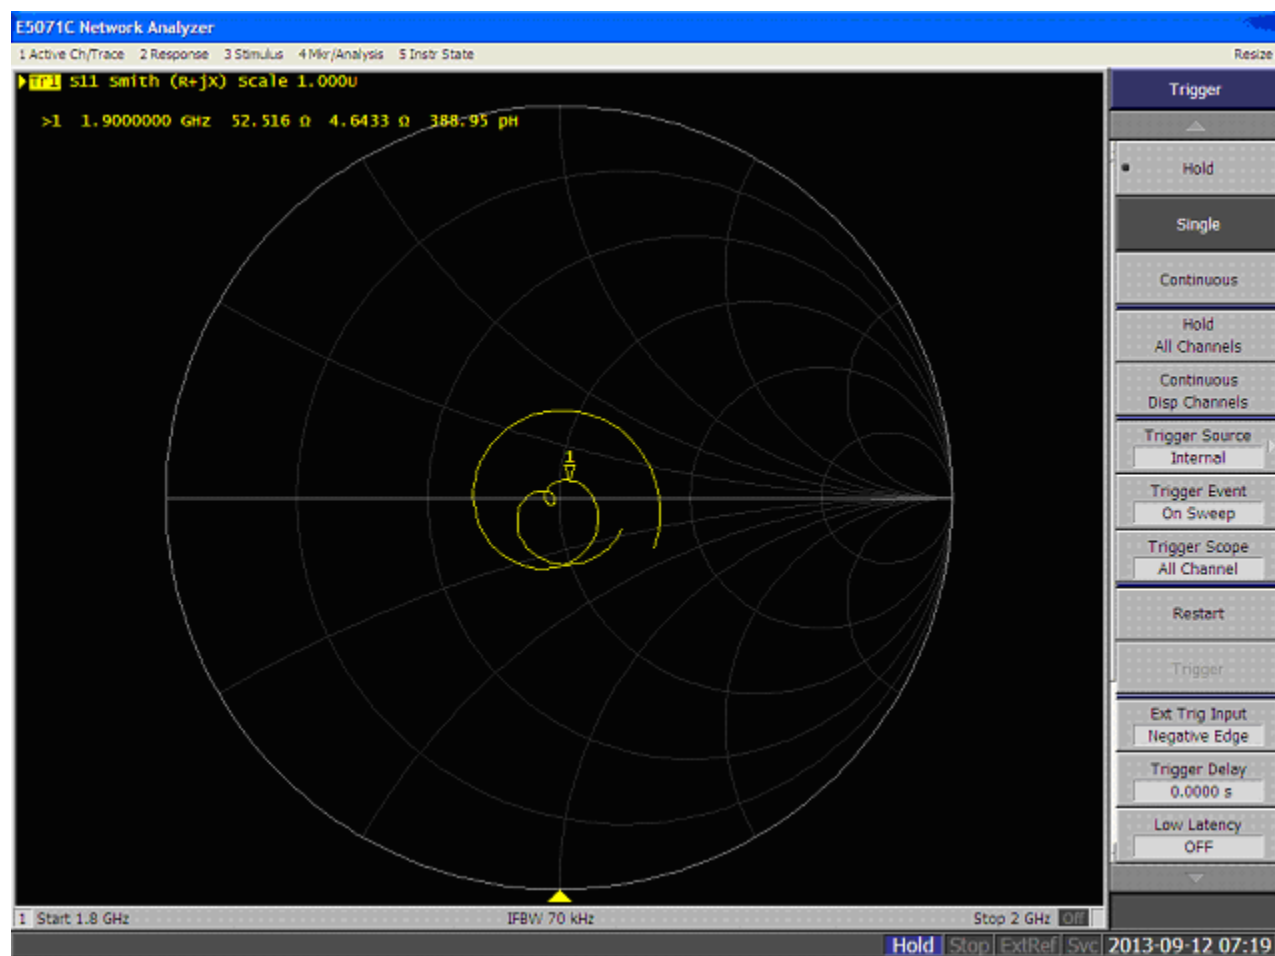 E5071C Network Analyzer
1 Active Ch/Trace 2 Response 3 Stimulus 4 Mkr/Analysis 5 Instr State Resize
Tr1 S11 Smith (R+jX) Scale 1.000U
>1 1.9000000 GHz 52.516 Ω 4.6433 Ω 388.95 pH
1
Trigger
Hold
Single
Continuous
Hold
All Channels
Continuous
Disp Channels
Trigger Source
Internal
Trigger Event
On Sweep
Trigger Scope
All Channel
Restart
Trigger
Ext Trig Input
Negative Edge
Trigger Delay
0.0000 s
Low Latency
OFF
1 Start 1.8 GHz IFBW 70 kHz Stop 2 GHz Off
Hold Stop ExtRef Svc 2013-09-12 07:19